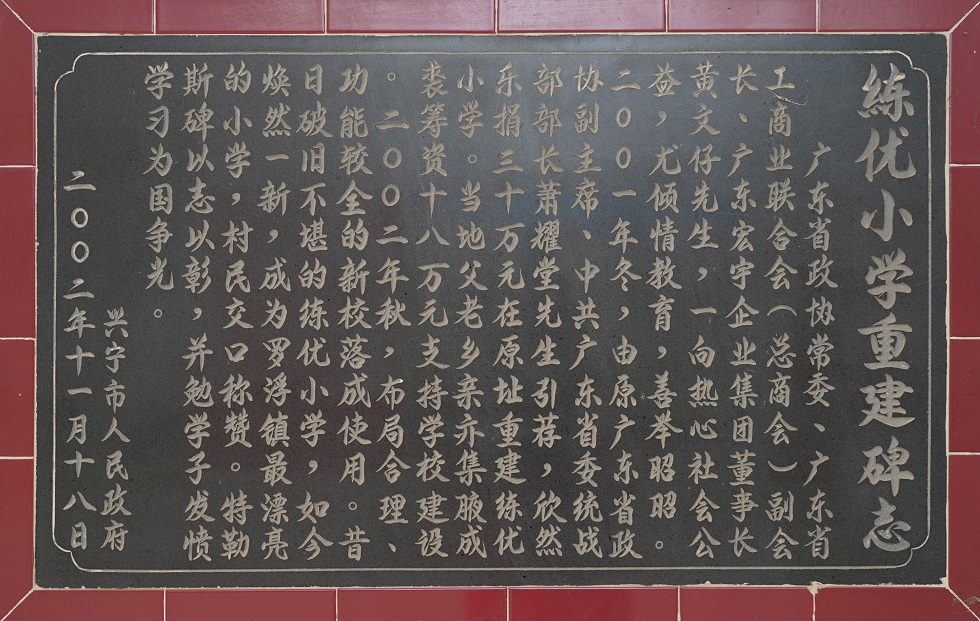 练优小学重建碑志
广东省政协常委、广东省
工商业联合会（总商会）副会
长、广东宏宇企业集团董事长
黄文仔先生，一向热心社会公
益，尤倾情教育，善举昭昭。
二〇〇一年冬，由原广东省政
协副主席、中共广东省委统战
部部长萧耀堂先生引荐，欣然
乐捐三十万元在原址重建练优
小学。当地父老乡亲亦集腋成
裘筹资十八万元支持学校建设
。二〇〇二年秋，布局合理、
功能较全的新校落成使用。昔
日破旧不堪的练优小学，如今
焕然一新，成为罗浮镇最漂亮
的小学，村民交口称赞。特勒
斯碑以志以彰，并勉学子发愤
学习为国争光。
兴宁市人民政府
二〇〇二年十一月十八日